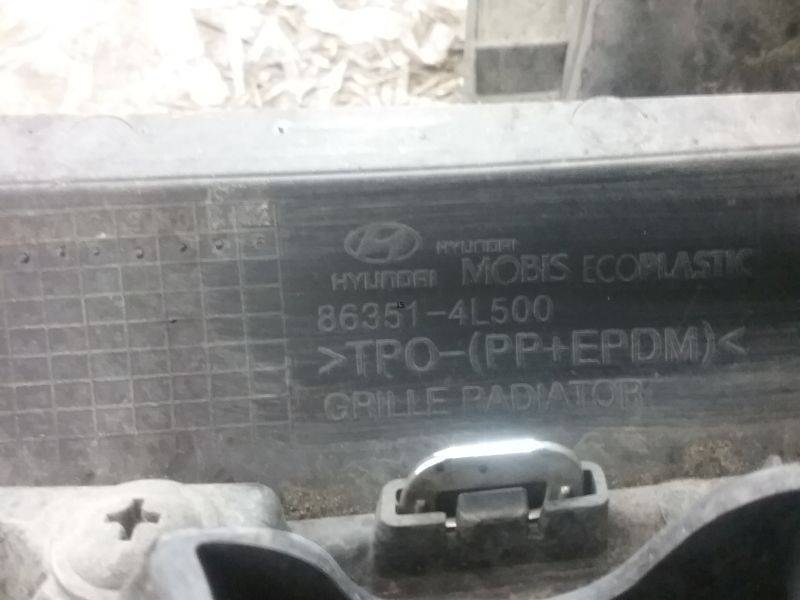 HYUNDAI
HYUNDAI MOBIS ECOPLASTIC
86351-4L500
>TPO-(PP+EPDM)<
GRILLE RADIATOR